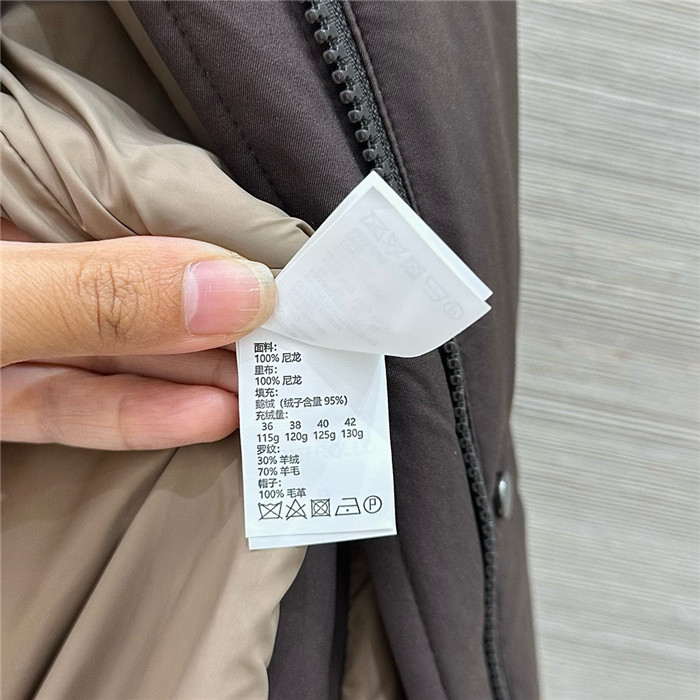 面料:
100% 尼龙
里布:
100% 尼龙
填充:
鹅绒 (绒子含量 95%)
充绒量:
36 38 40 42
115g 120g 125g 130g
罗纹:
30% 羊绒
70% 羊毛
帽子:
100% 毛革
P